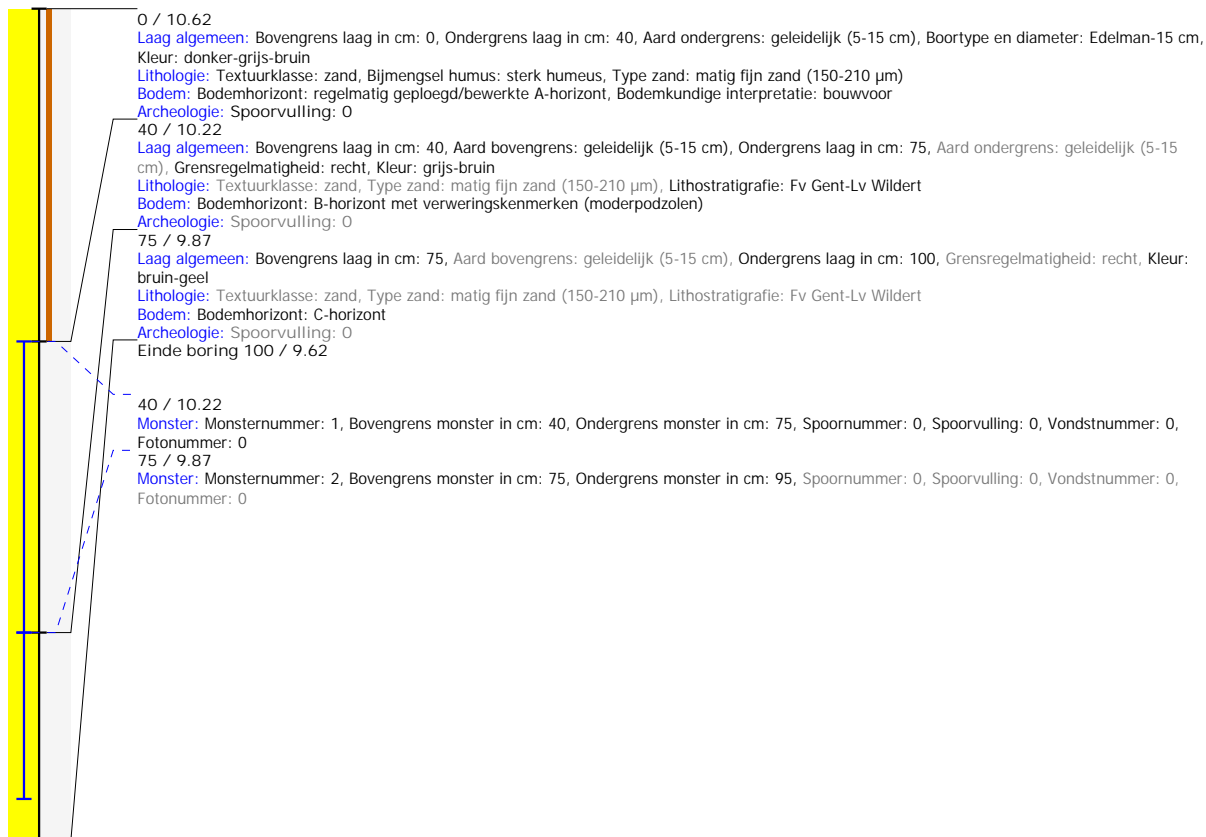 0 / 10.62
Laag algemeen: Bovengrens laag in cm: 0, Ondergrens laag in cm: 40, Aard ondergrens: geleidelijk (5-15 cm), Boortype en diameter: Edelman-15 cm,
Kleur: donker-grijs-bruin
Lithologie: Textuurklasse: zand, Bijmengsel humus: sterk humeus, Type zand: matig fijn zand (150-210 µm)
Bodem: Bodemhorizont: regelmatig geploegd/bewerkte A-horizont, Bodemkundige interpretatie: bouwvoor
Archeologie: Spoorvulling: 0
40 / 10.22
Laag algemeen: Bovengrens laag in cm: 40, Aard bovengrens: geleidelijk (5-15 cm), Ondergrens laag in cm: 75, Aard ondergrens: geleidelijk (5-15
cm), Grensregelmatigheid: recht, Kleur: grijs-bruin
Lithologie: Textuurklasse: zand, Type zand: matig fijn zand (150-210 µm), Lithostratigrafie: Fv Gent-Lv Wildert
Bodem: Bodemhorizont: B-horizont met verweringskenmerken (moderpodzolen)
Archeologie: Spoorvulling: 0
75 / 9.87
Laag algemeen: Bovengrens laag in cm: 75, Aard bovengrens: geleidelijk (5-15 cm), Ondergrens laag in cm: 100, Grensregelmatigheid: recht, Kleur:
bruin-geel
Lithologie: Textuurklasse: zand, Type zand: matig fijn zand (150-210 µm), Lithostratigrafie: Fv Gent-Lv Wildert
Bodem: Bodemhorizont: C-horizont
Archeologie: Spoorvulling: 0
Einde boring 100 / 9.62
40 / 10.22
Monster: Monsternummer: 1, Bovengrens monster in cm: 40, Ondergrens monster in cm: 75, Spoornummer: 0, Spoorvulling: 0, Vondstnummer: 0,
Fotonummer: 0
75 / 9.87
Monster: Monsternummer: 2, Bovengrens monster in cm: 75, Ondergrens monster in cm: 95, Spoornummer: 0, Spoorvulling: 0, Vondstnummer: 0,
Fotonummer: 0